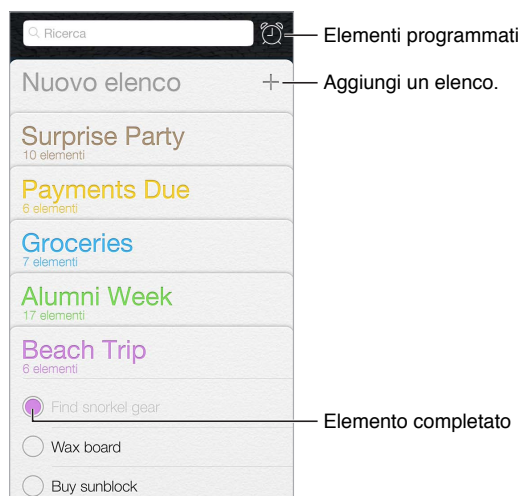 Ricerca
Elementi programmati
Nuovo elenco
Aggiungi un elenco.
Surprise Party
10 elementi
Payments Due
6 elementi
Groceries
7 elementi
Alumni Week
17 elementi
Beach Trip
6 elementi
Find snorkel gear
Elemento completato
Wax board
Buy sunblock